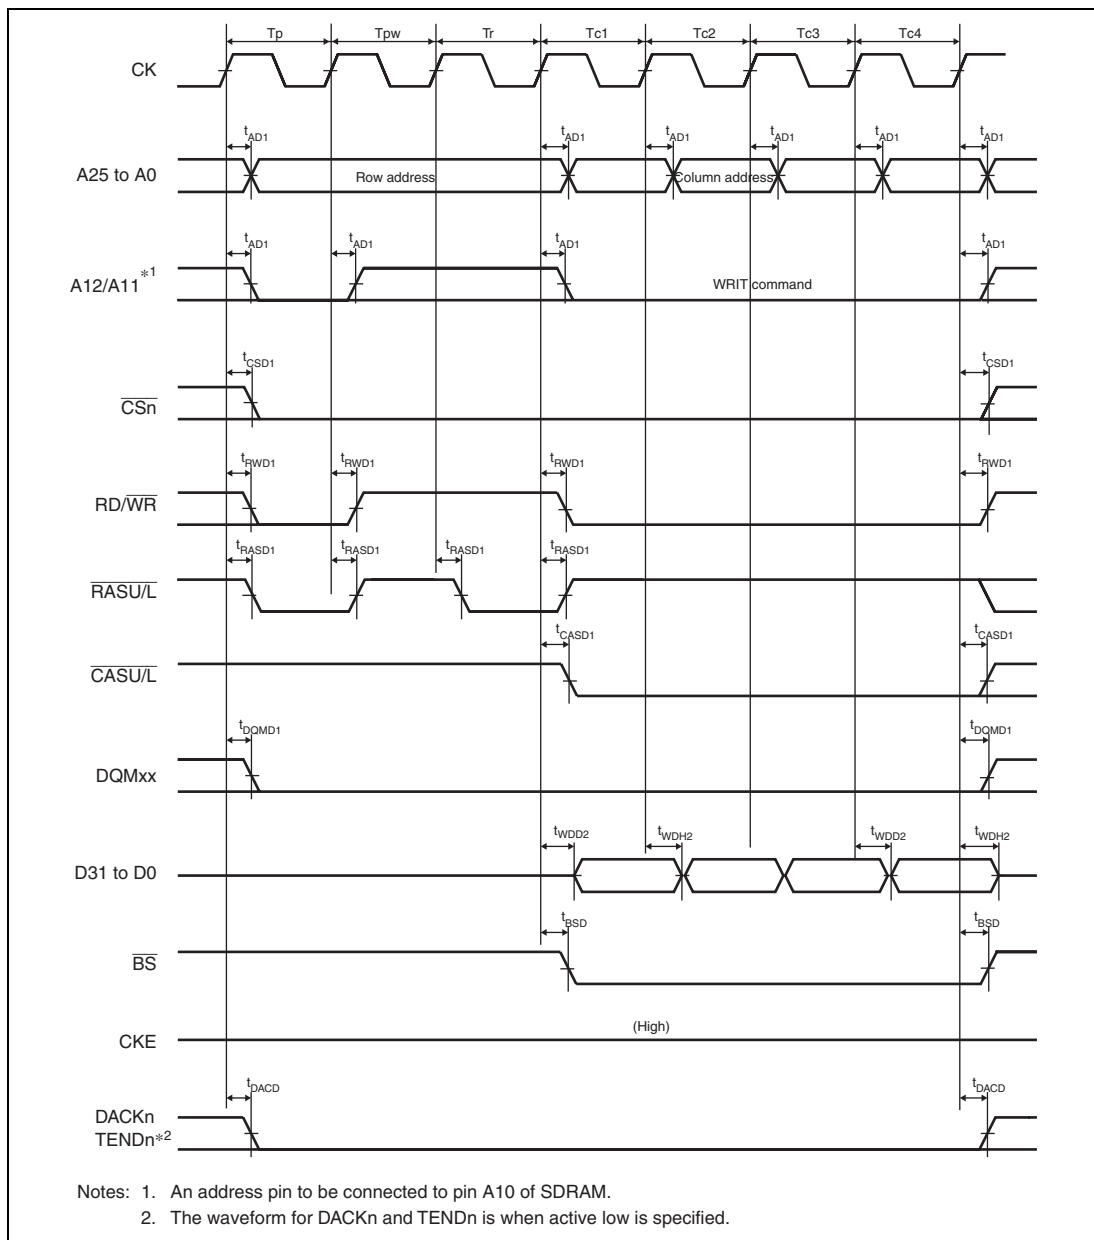 Tp Tpw Tr Tc1 Tc2 Tc3 Tc4
CK
tAD1 tAD1 tAD1 tAD1 tAD1 tAD1
A25 to A0 Row address Column address
tAD1 tAD1 tAD1 tAD1
A12/A11*1 WRIT command
tCSD1 tCSD1
CSn
tRWD1 tRWD1 tRWD1 tRWD1
RD/WR
tRASD1 tRASD1 tRASD1 tRASD1
RASU/L
tCASD1 tCASD1
CASU/L
tDQMD1 tDQMD1
DQMxx
tWDD2 tWDH2 tWDD2 tWDH2
D31 to D0
tBSD tBSD
BS
(High)
CKE
tDACD tDACD
DACKn
TENDn*2
Notes: 1. An address pin to be connected to pin A10 of SDRAM.
2. The waveform for DACKn and TENDn is when active low is specified.